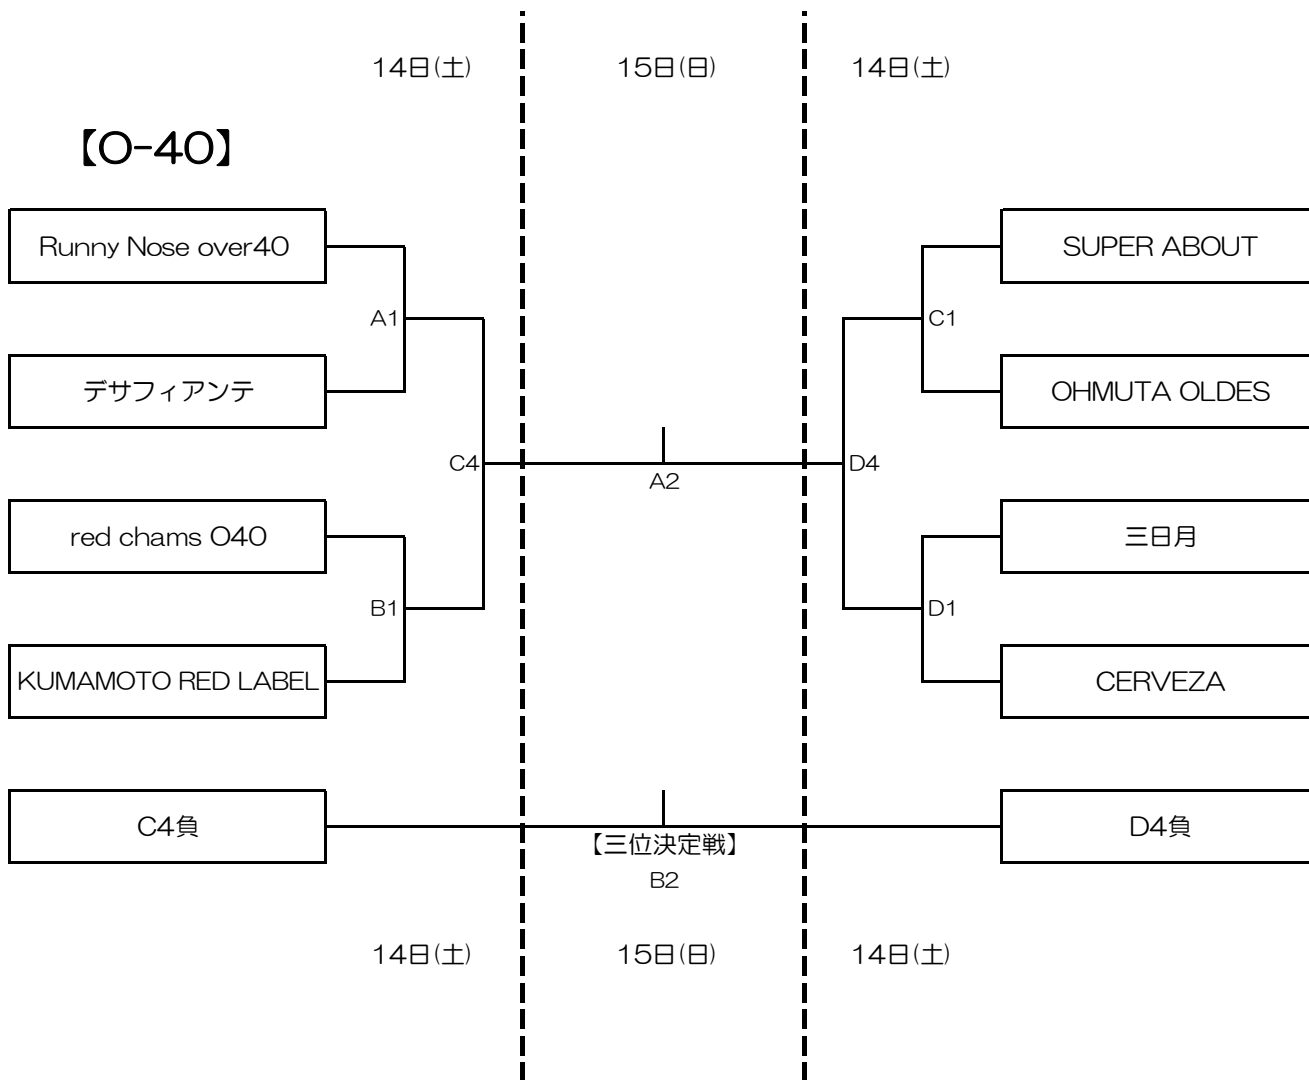 14日(土) 15日(日) 14日(土)
【O-40】
Runny Nose over40 SUPER ABOUT
A1 C1
デサフィアンテ OHMUTA OLDES
C4 D4
A2
red chams O40 三日月
B1 D1
KUMAMOTO RED LABEL CERVEZA
C4負 D4負
【三位決定戦】
B2
14日(土) 15日(日) 14日(土)